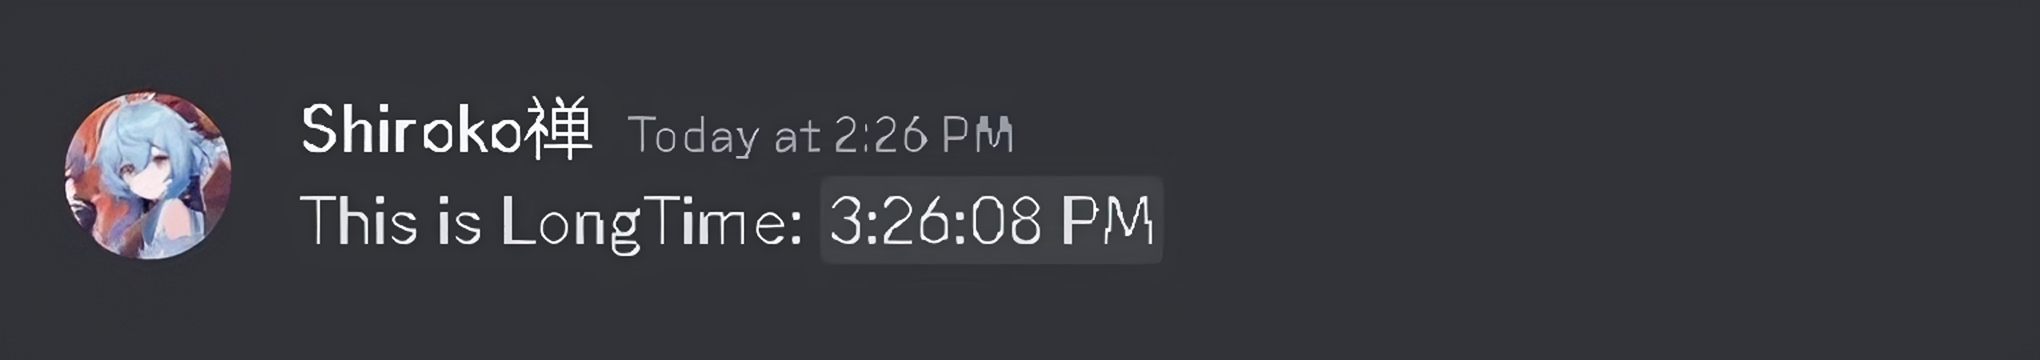 Shiroko禅 Today at 2:26 PM
This is LongTime: 3:26:08 PM